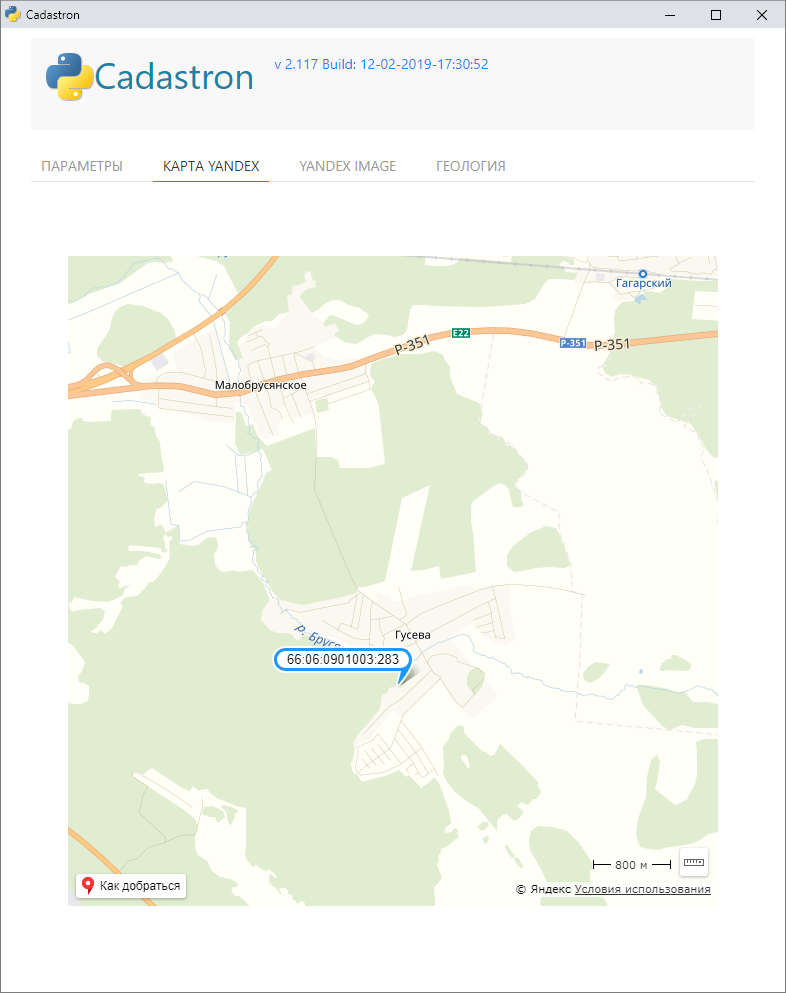 Cadastron
Cadastron
v 2.117 Build: 12-02-2019-17:30:52
ПАРАМЕТРЫ КАРТА YANDEX YANDEX IMAGE ГЕОЛОГИЯ
Гагарский
E22
Р-351
Р-351
Р-351
Малобрусянское
р. Брус
Гусева
66:06:0901003:283
800 м
Как добраться
© Яндекс Условия использования